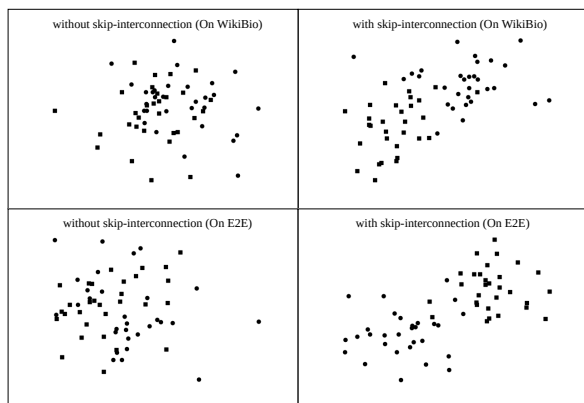 without skip-interconnection (On WikiBio)
with skip-interconnection (On WikiBio)
without skip-interconnection (On E2E)
with skip-interconnection (On E2E)